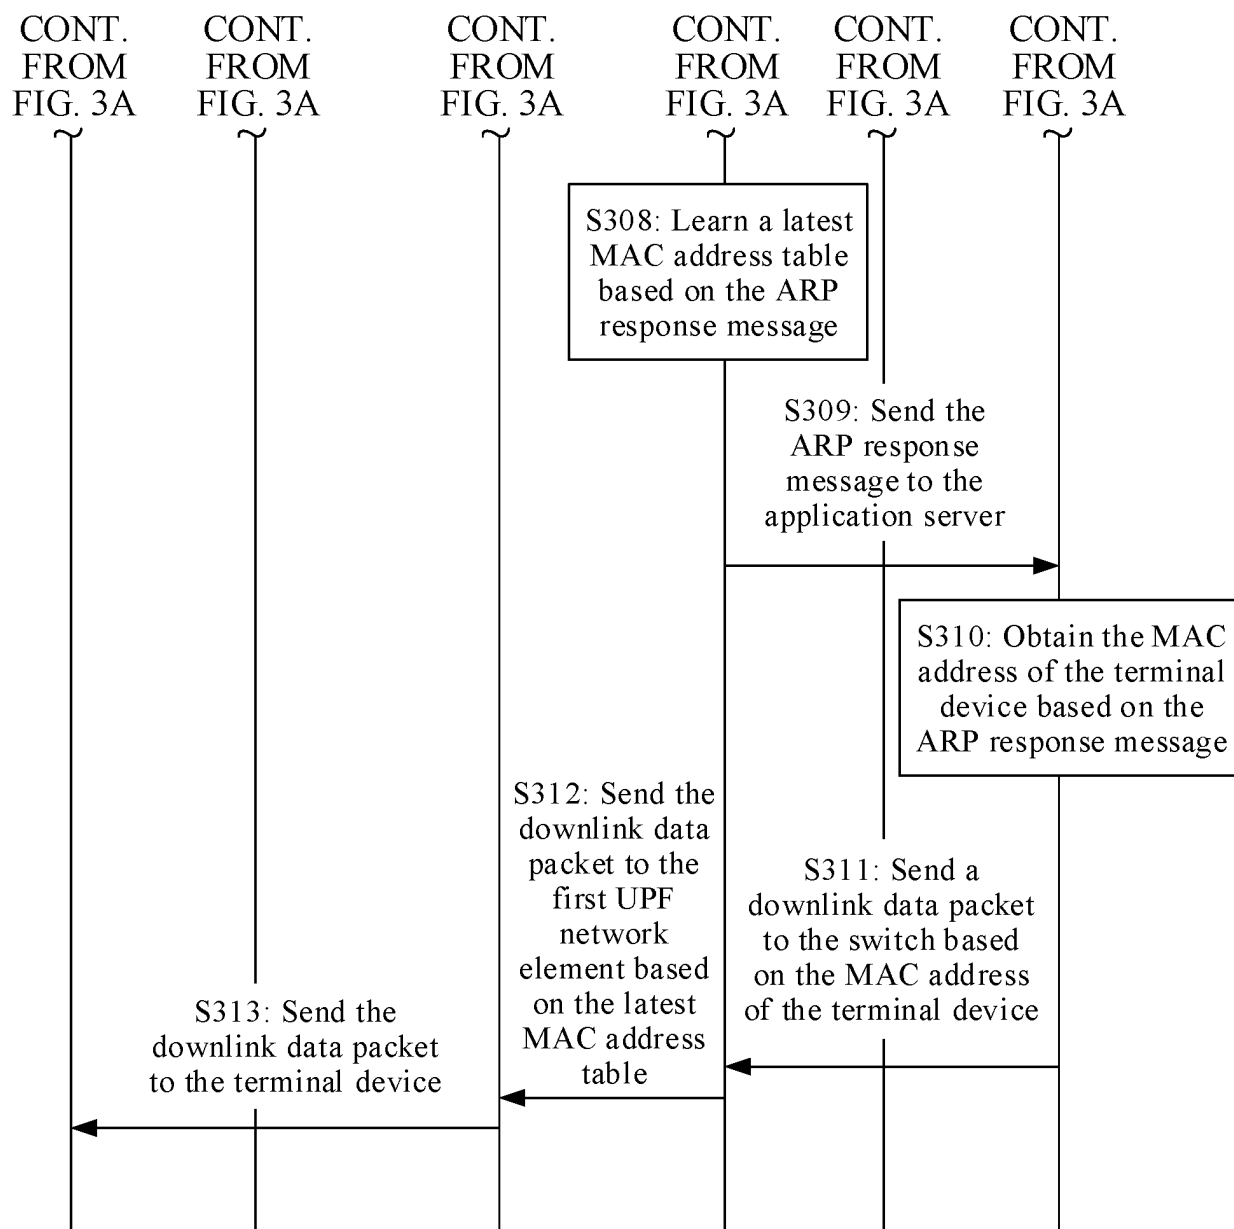 CONT. FROM FIG. 3A
CONT. FROM FIG. 3A
CONT. FROM FIG. 3A
CONT. FROM FIG. 3A
CONT. FROM FIG. 3A
CONT. FROM FIG. 3A
S308: Learn a latest
MAC address table
based on the ARP
response message
S309: Send the
ARP response
message to the
application server
S310: Obtain the MAC
address of the terminal
device based on the
ARP response message
S311: Send a
downlink data packet
to the switch based
on the MAC address
of the terminal device
S312: Send the
downlink data
packet to the
first UPF
network
element based
on the latest
MAC address
table
S313: Send the
downlink data packet
to the terminal device